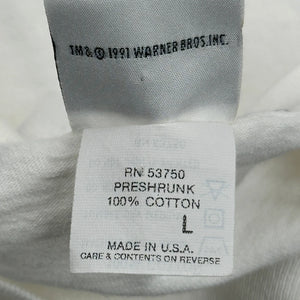 TM&©1991 WARNER BROS.INC.
RN 53750
PRESHRUNK
100% COTTON
L
MADE IN U.S.A.
CARE & CONTENTS ON REVERSE